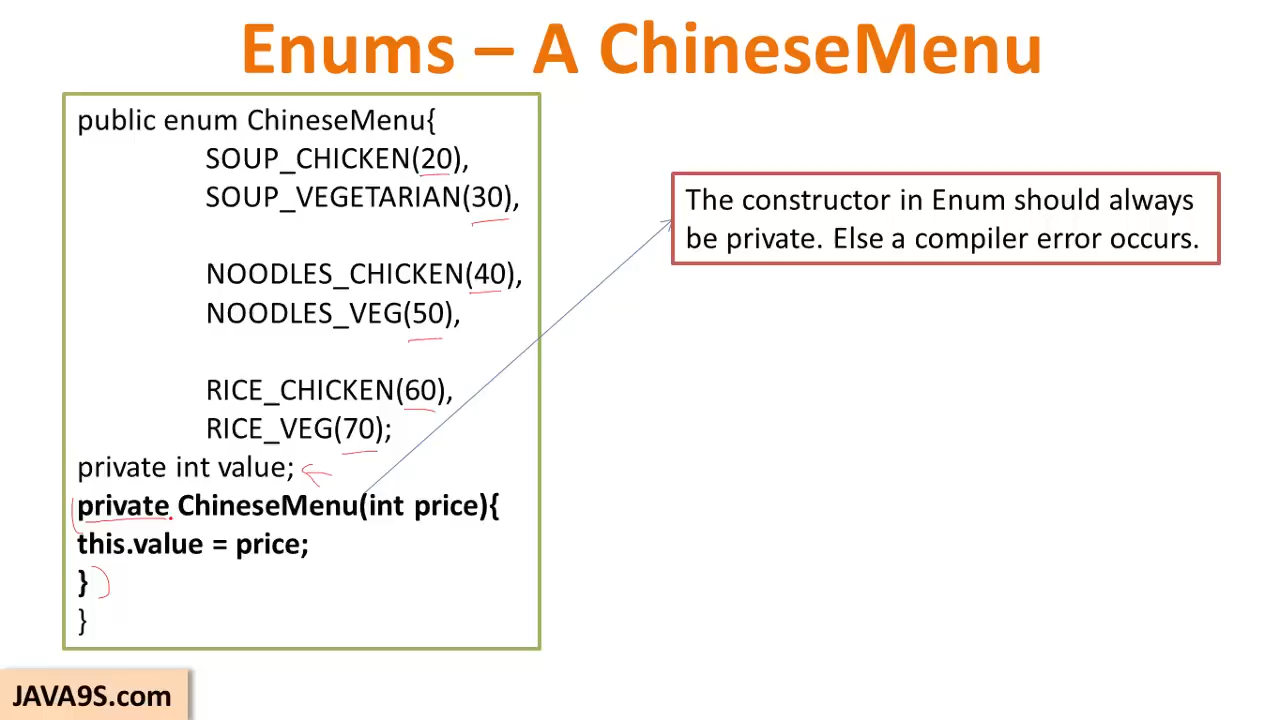 Enums – A ChineseMenu
public enum ChineseMenu{
SOUP_CHICKEN(20),
SOUP_VEGETARIAN(30),
NOODLES_CHICKEN(40),
NOODLES_VEG(50),
RICE_CHICKEN(60),
RICE_VEG(70);
private int value;
private ChineseMenu(int price){
this.value = price;
}
}
The constructor in Enum should always
be private. Else a compiler error occurs.
JAVA9S.com